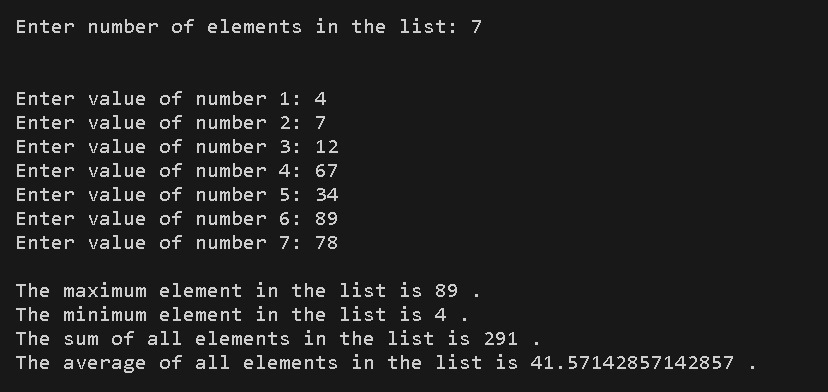 Enter number of elements in the list: 7
Enter value of number 1: 4
Enter value of number 2: 7
Enter value of number 3: 12
Enter value of number 4: 67
Enter value of number 5: 34
Enter value of number 6: 89
Enter value of number 7: 78
The maximum element in the list is 89 .
The minimum element in the list is 4 .
The sum of all elements in the list is 291 .
The average of all elements in the list is 41.57142857142857 .